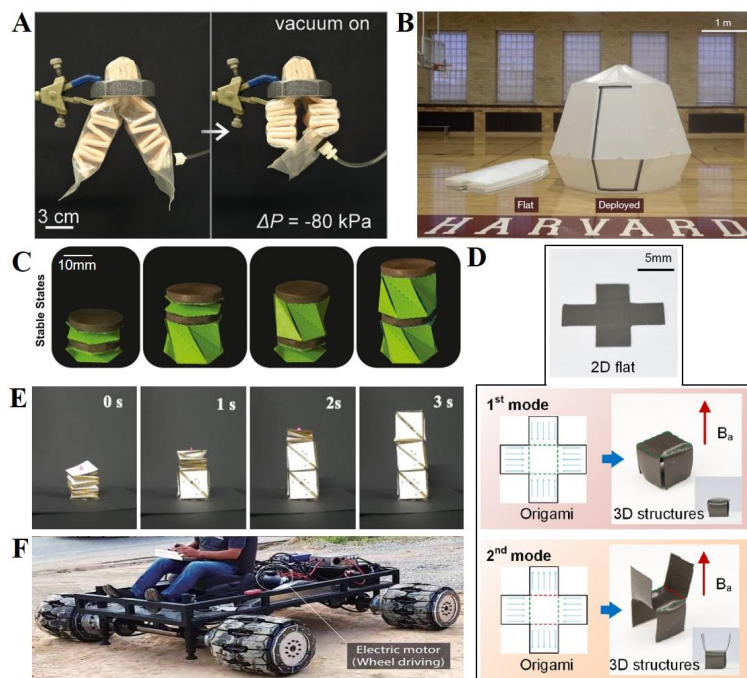 A
vacuum on
3 cm
ΔP = -80 kPa
B
1 m
Flat
Deployed
HARVARD
C
10mm
Stable States
D
5mm
2D flat
E
0 s
1 s
2s
3 s
1st mode
Origami
Ba
3D structures
F
Electric motor
(Wheel driving)
2nd mode
Origami
Ba
3D structures